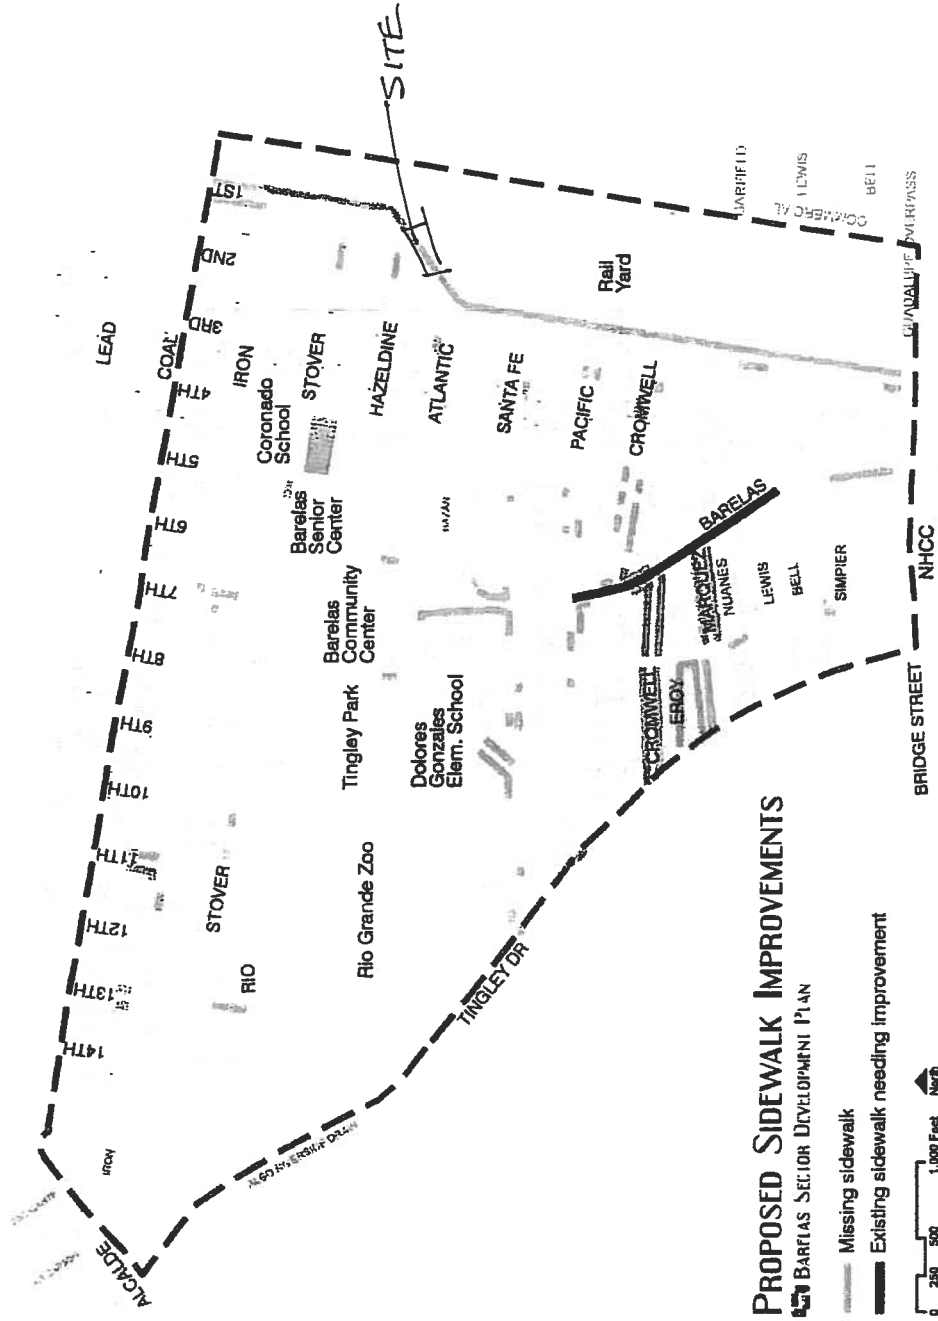 SITE
LEAD
COAL
1ST
2ND
3RD
4TH
5TH
6TH
7TH
8TH
9TH
10TH
11TH
12TH
13TH
14TH
IRON
Coronado
School
STOVER
HAZELDINE
ATLANTIC
SANTA FE
PACIFIC
CROMWELL
Rail
Yard
GARFIELD
LEWIS
BELL
COMMERCIAL
GUADALUPE OVERPASS
Barelas
Senior
Center
Barelas
Community
Center
Tingley Park
Dolores
Gonzales
Elem. School
Rio Grande Zoo
STOVER
RIO
IRON
ALCALDE
TINGLEY DR
BARELAS
MARQUEZ
NUANES
LEWIS
BELL
SIMPIER
CROMWELL
EROY
NHCC
BRIDGE STREET
PROPOSED SIDEWALK IMPROVEMENTS
BARELAS SECTOR DEVELOPMENT PLAN
Missing sidewalk
Existing sidewalk needing improvement
0 250 500 1,000 Feet
North